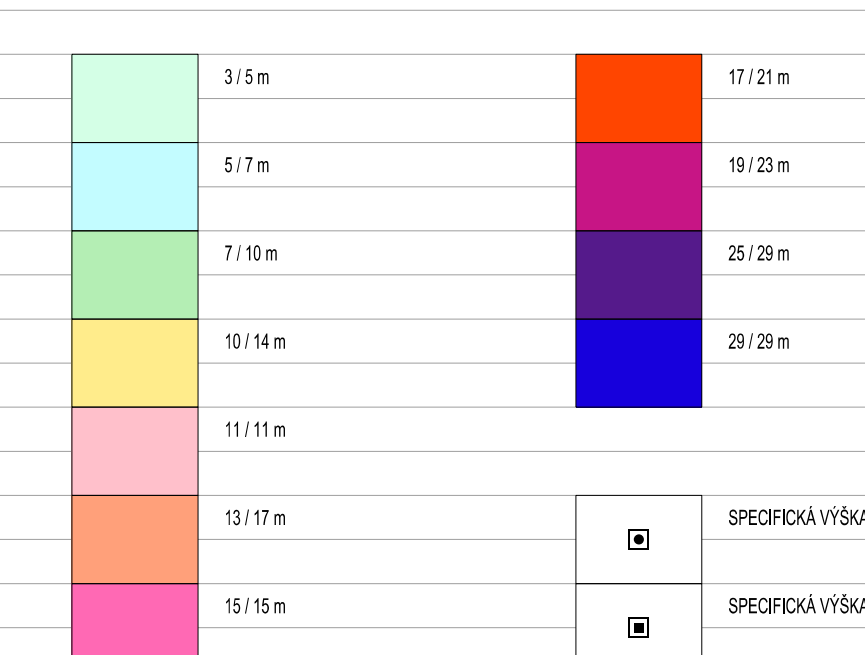 3 / 5 m
5 / 7 m
7 / 10 m
10 / 14 m
11 / 11 m
13 / 17 m
15 / 15 m
17 / 21 m
19 / 23 m
25 / 29 m
29 / 29 m
SPECIFICKÁ VÝŠKA
SPECIFICKÁ VÝŠKA